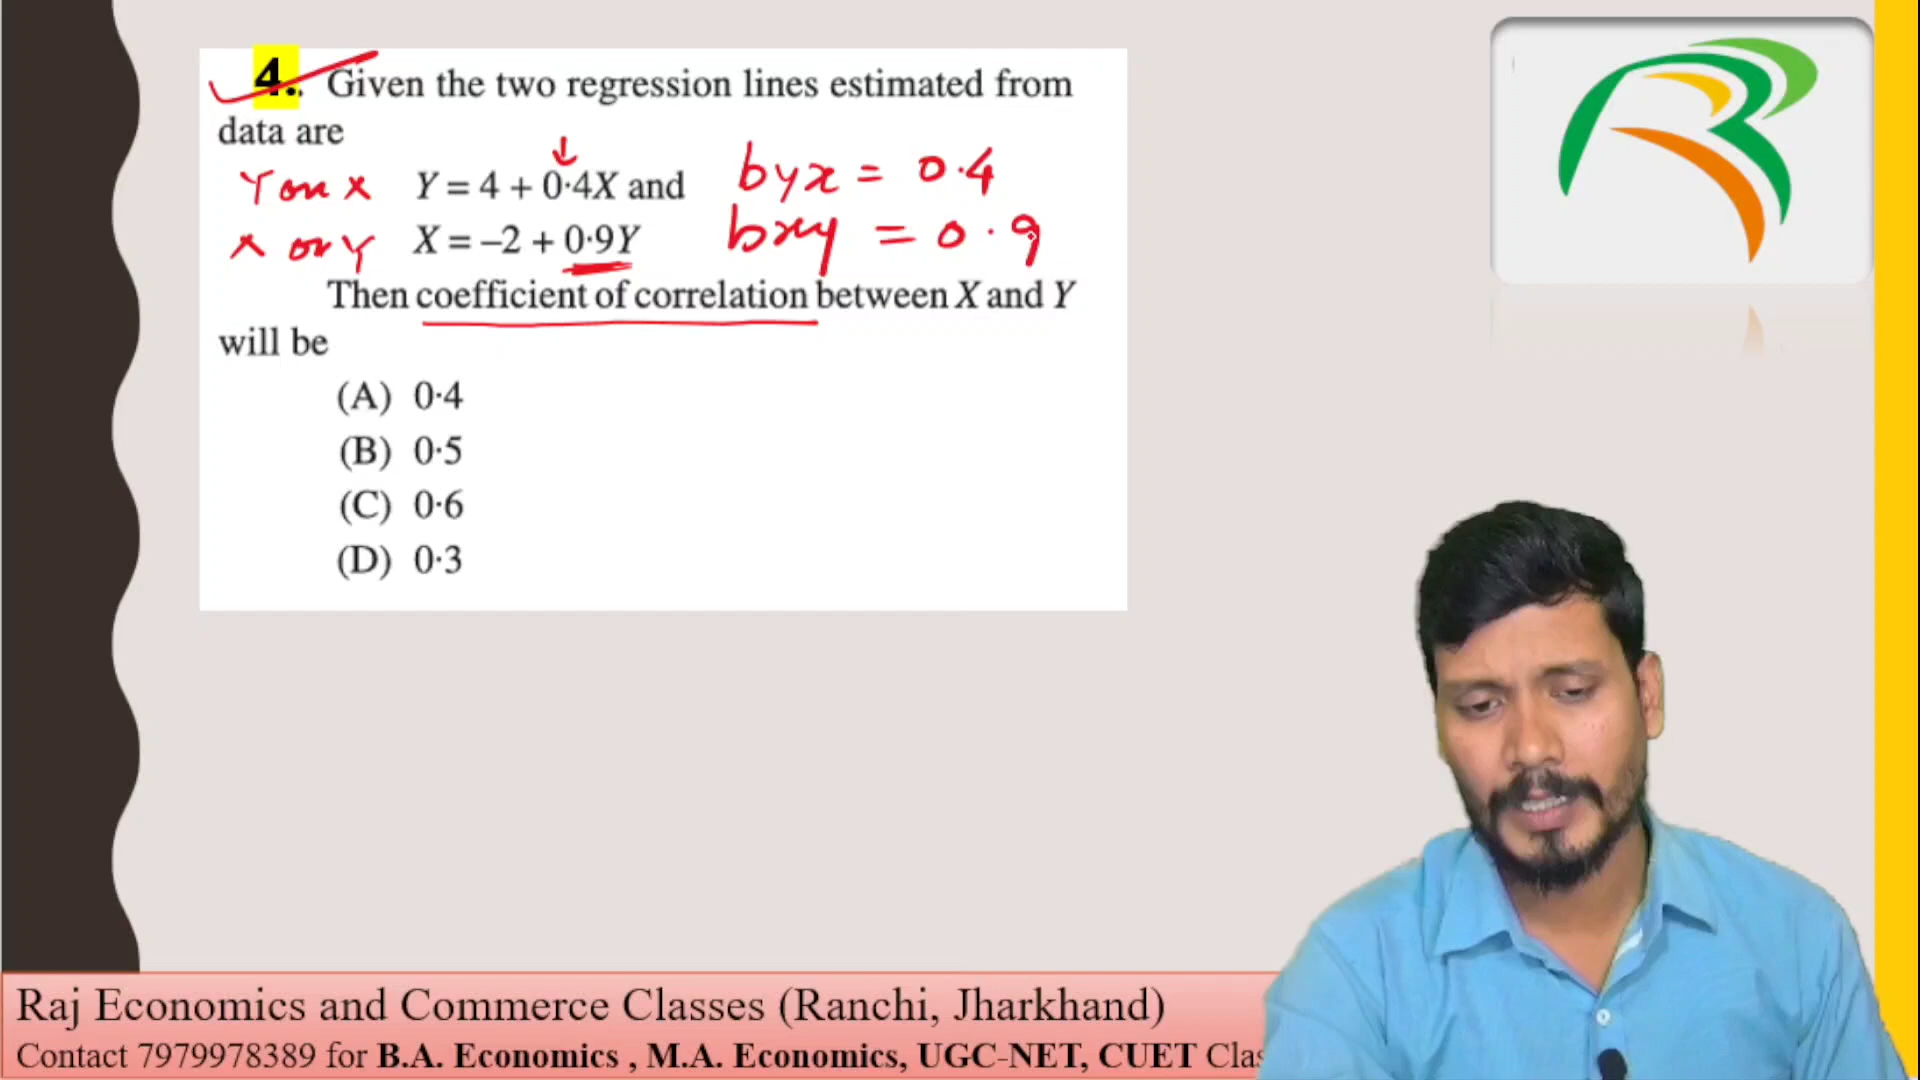 4. Given the two regression lines estimated from
data are
Y on X Y = 4 + 0·4X and byx = 0.4
X on Y X = –2 + 0·9Y bxy = 0.9
Then coefficient of correlation between X and Y
will be
(A) 0·4
(B) 0·5
(C) 0·6
(D) 0·3
Raj Economics and Commerce Classes (Ranchi, Jharkhand)
Contact 7979978389 for B.A. Economics , M.A. Economics, UGC-NET, CUET Clas